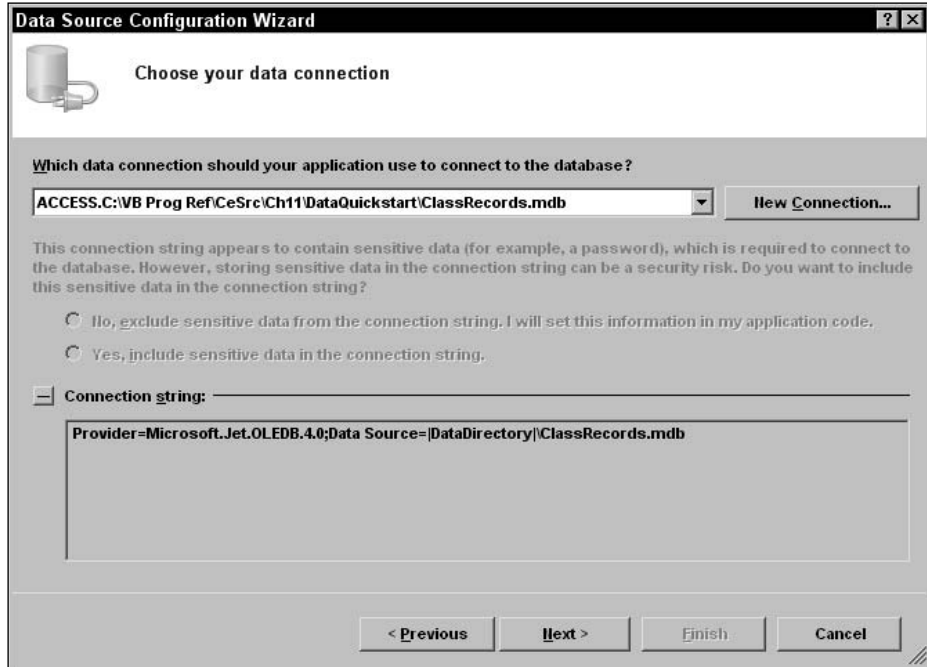 Data Source Configuration Wizard
Choose your data connection
Which data connection should your application use to connect to the database?
ACCESS.C:\VB Prog Ref\CeSrc\Ch11\DataQuickstart\ClassRecords.mdb
New Connection...
This connection string appears to contain sensitive data (for example, a password), which is required to connect to
the database. However, storing sensitive data in the connection string can be a security risk. Do you want to include
this sensitive data in the connection string?
No, exclude sensitive data from the connection string. I will set this information in my application code.
Yes, include sensitive data in the connection string.
Connection string:
Provider=Microsoft.Jet.OLEDB.4.0;Data Source=|DataDirectory|\ClassRecords.mdb
< Previous
Next >
Finish
Cancel